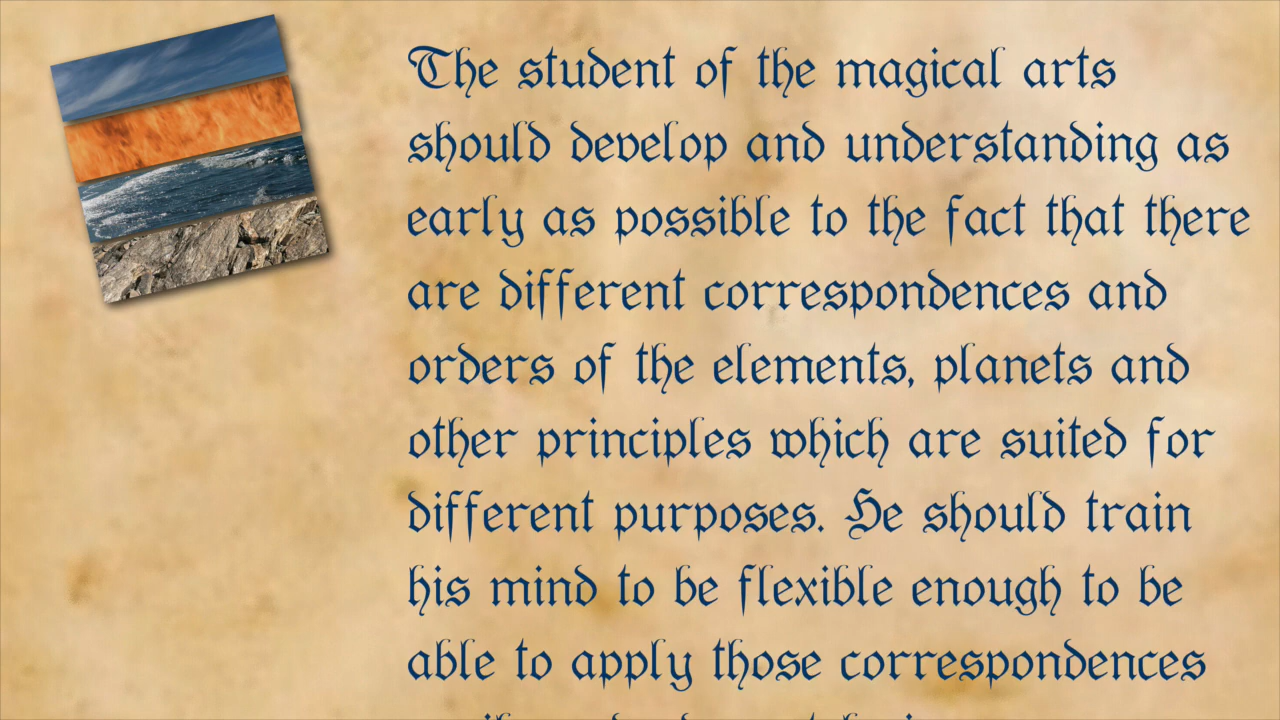 The student of the magical arts
should develop and understanding as
early as possible to the fact that there
are different correspondences and
orders of the elements, planets and
other principles which are suited for
different purposes. He should train
his mind to be flexible enough to be
able to apply those correspondences